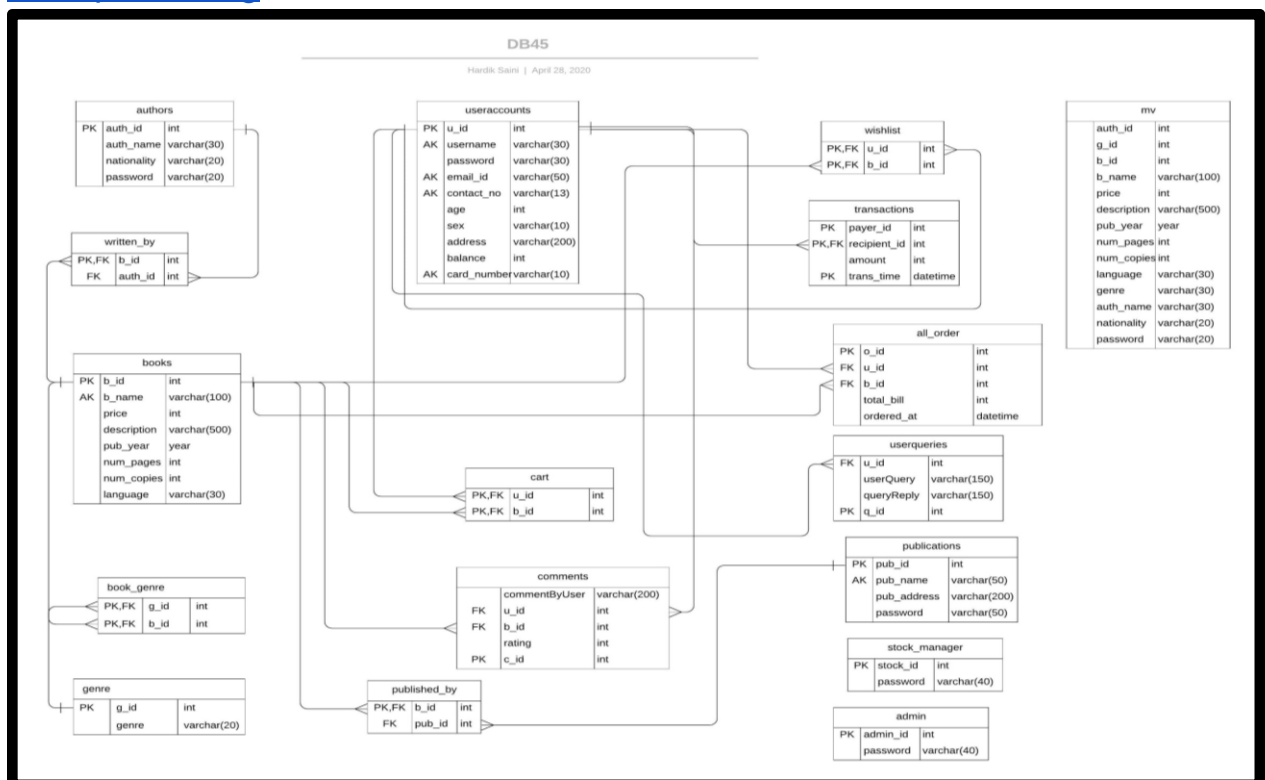 DB45
Hardik Saini | April 28, 2020
authors
PK auth_id int
auth_name varchar(30)
nationality varchar(20)
password varchar(20)
useraccounts
PK u_id int
AK username varchar(30)
password varchar(30)
AK email_id varchar(50)
AK contact_no varchar(13)
age int
sex varchar(10)
address varchar(200)
balance int
AK card_number varchar(10)
wishlist
PK,FK u_id int
PK,FK b_id int
mv
auth_id int
g_id int
b_id int
b_name varchar(100)
price int
description varchar(500)
pub_year year
num_pages int
num_copies int
language varchar(30)
genre varchar(30)
auth_name varchar(30)
nationality varchar(20)
password varchar(20)
transactions
PK payer_id int
PK,FK recipient_id int
amount int
PK trans_time datetime
written_by
PK,FK b_id int
FK auth_id int
all_order
PK o_id int
FK u_id int
FK b_id int
total_bill int
ordered_at datetime
books
PK b_id int
AK b_name varchar(100)
price int
description varchar(500)
pub_year year
num_pages int
num_copies int
language varchar(30)
userqueries
FK u_id int
userQuery varchar(150)
queryReply varchar(150)
PK q_id int
cart
PK,FK u_id int
PK,FK b_id int
publications
PK pub_id int
AK pub_name varchar(50)
pub_address varchar(200)
password varchar(50)
book_genre
PK,FK g_id int
PK,FK b_id int
comments
commentByUser varchar(200)
FK u_id int
FK b_id int
rating int
PK c_id int
stock_manager
PK stock_id int
password varchar(40)
genre
PK g_id int
genre varchar(20)
published_by
PK,FK b_id int
FK pub_id int
admin
PK admin_id int
password varchar(40)